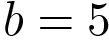 b = 5